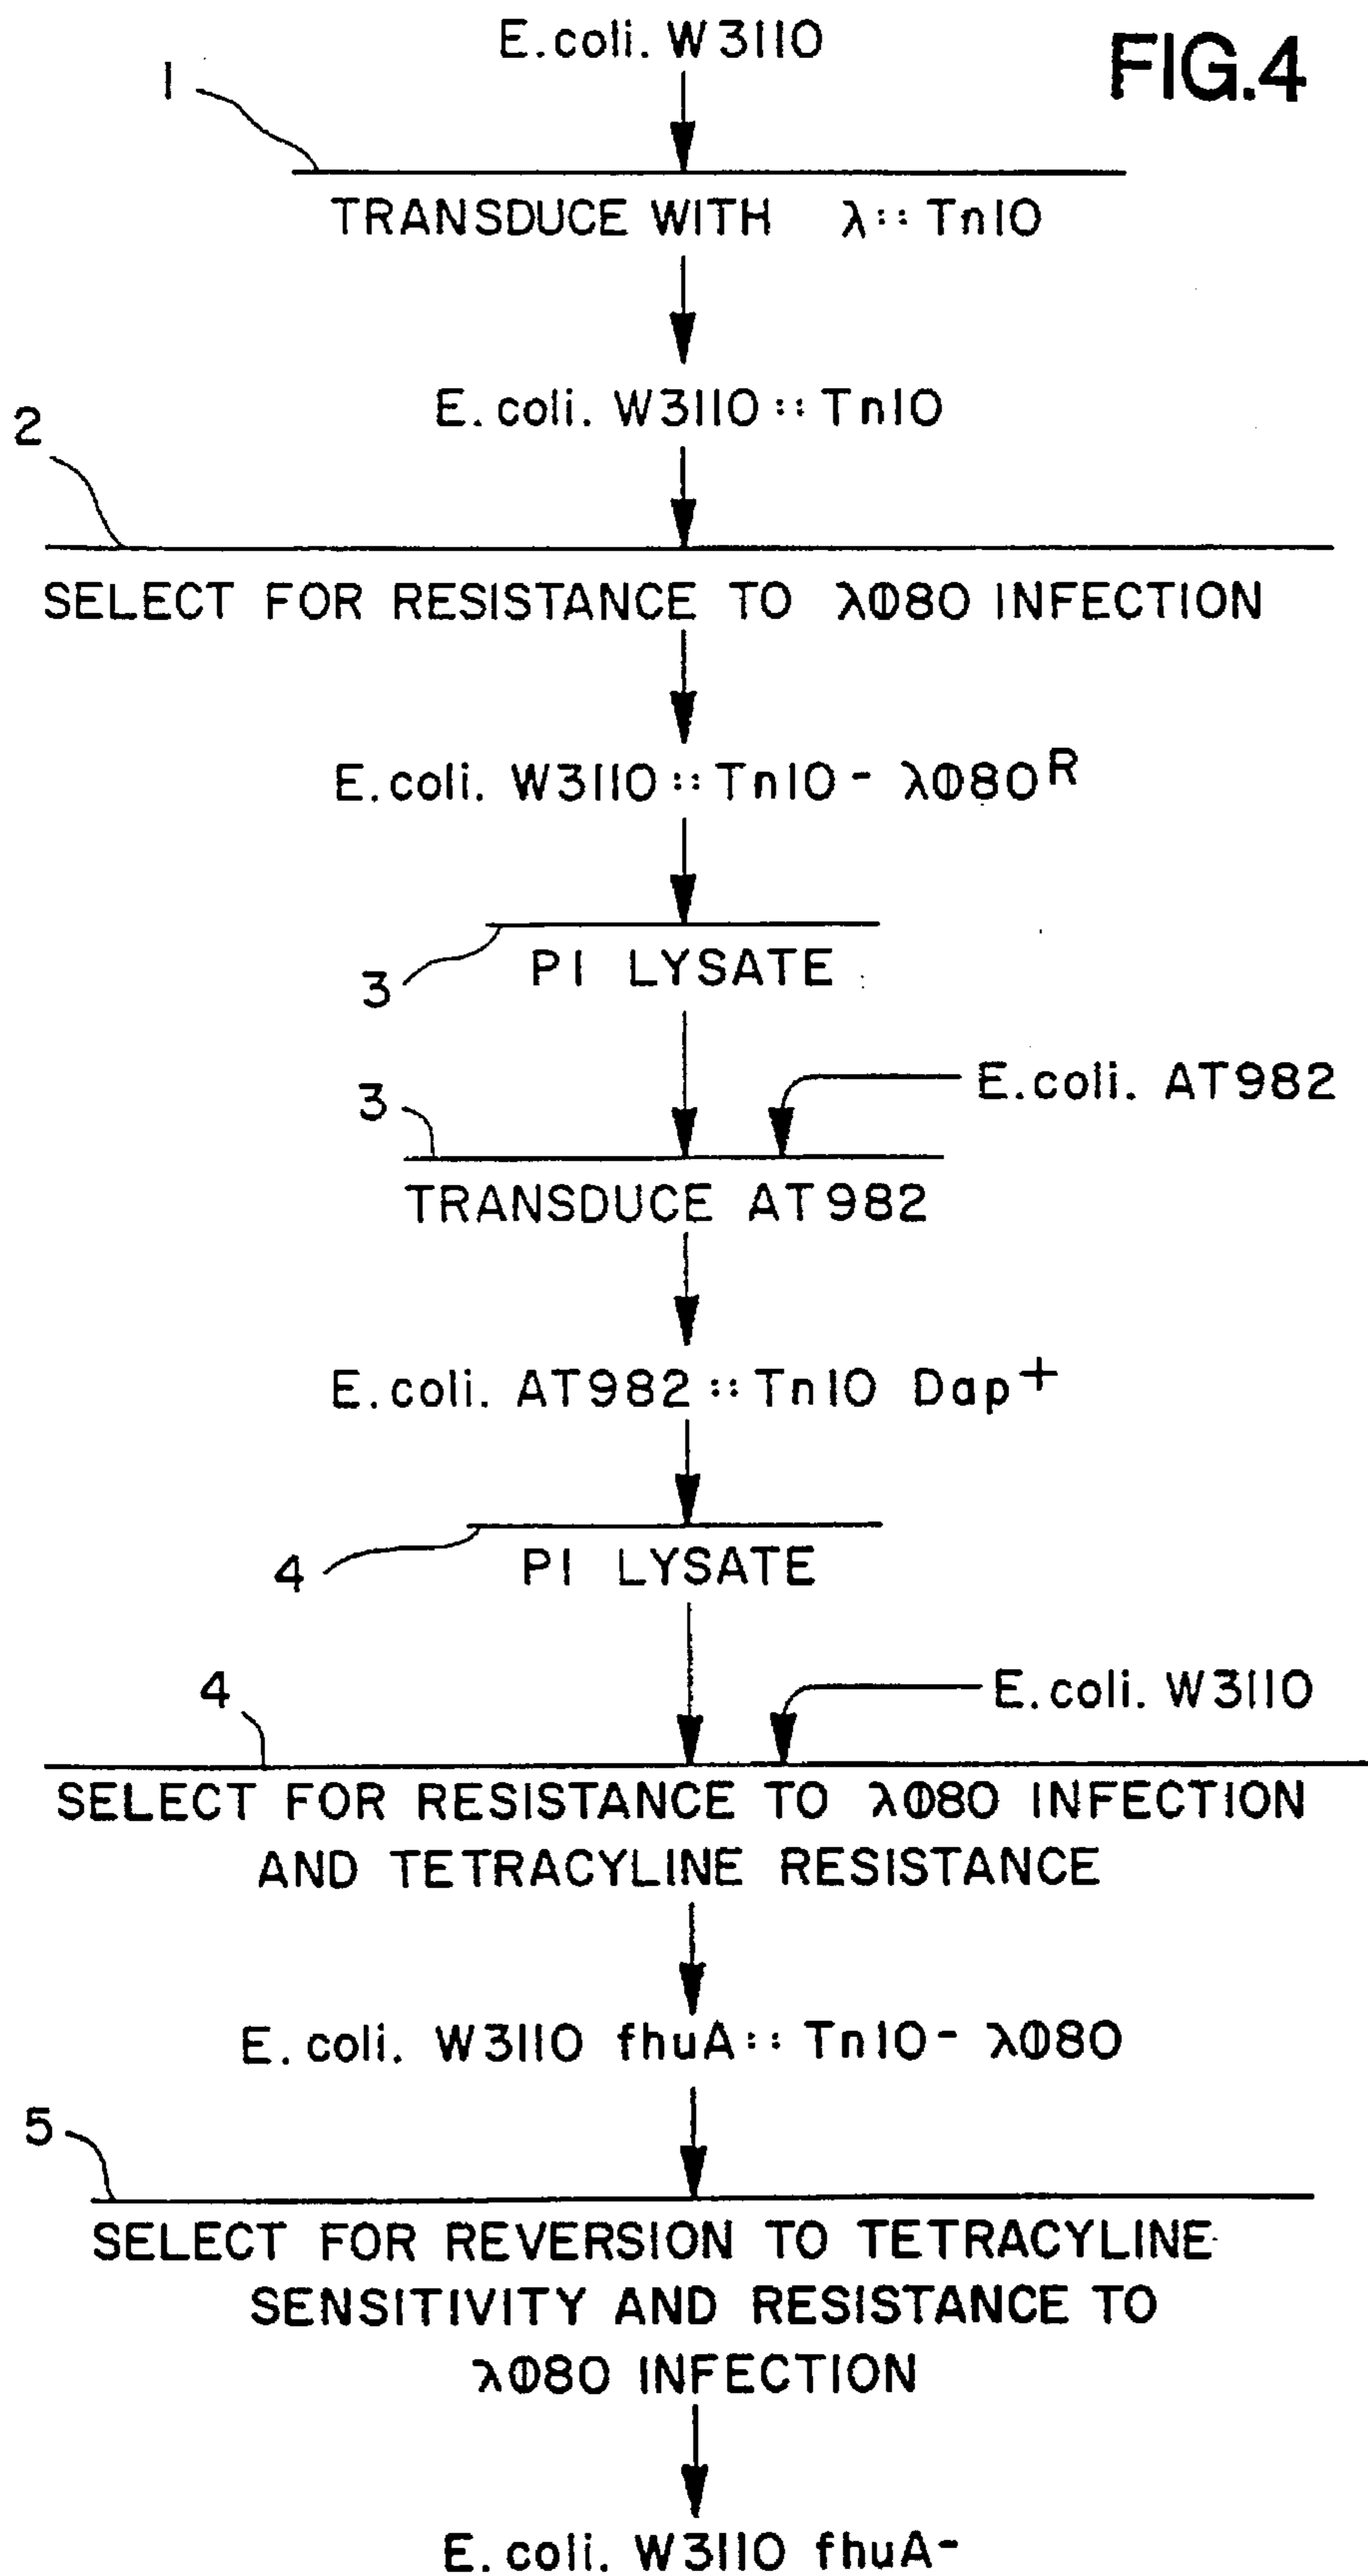 E.coli. W3110
FIG.4
1
TRANSDUCE WITH λ::Tn10
E.coli. W3110::Tn10
2
SELECT FOR RESISTANCE TO λΦ80 INFECTION
E.coli. W3110::Tn10- λΦ80R
3
P1 LYSATE
3
E.coli. AT982
TRANSDUCE AT982
E.coli. AT982::Tn10 Dap+
4
P1 LYSATE
4
E.coli. W3110
SELECT FOR RESISTANCE TO λΦ80 INFECTION
AND TETRACYLINE RESISTANCE
E.coli. W3110 fhuA::Tn10- λΦ80
5
SELECT FOR REVERSION TO TETRACYLINE
SENSITIVITY AND RESISTANCE TO
λΦ80 INFECTION
E.coli. W3110 fhuA-